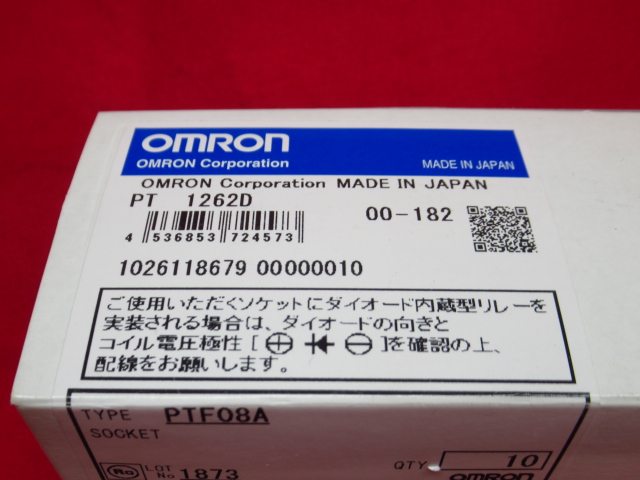 OMRON
OMRON Corporation MADE IN JAPAN
OMRON Corporation MADE IN JAPAN
PT 1262D
00-182
4 536853 724573
1026118679 00000010
ご使用いただくソケットにダイオード内蔵型リレーを
実装される場合は、ダイオードの向きと
コイル電圧極性 [⊕ ⊖]を確認の上、
配線をお願いします。
TYPE PTF08A
SOCKET
LOT No 1873
QTY. 10
OMRON